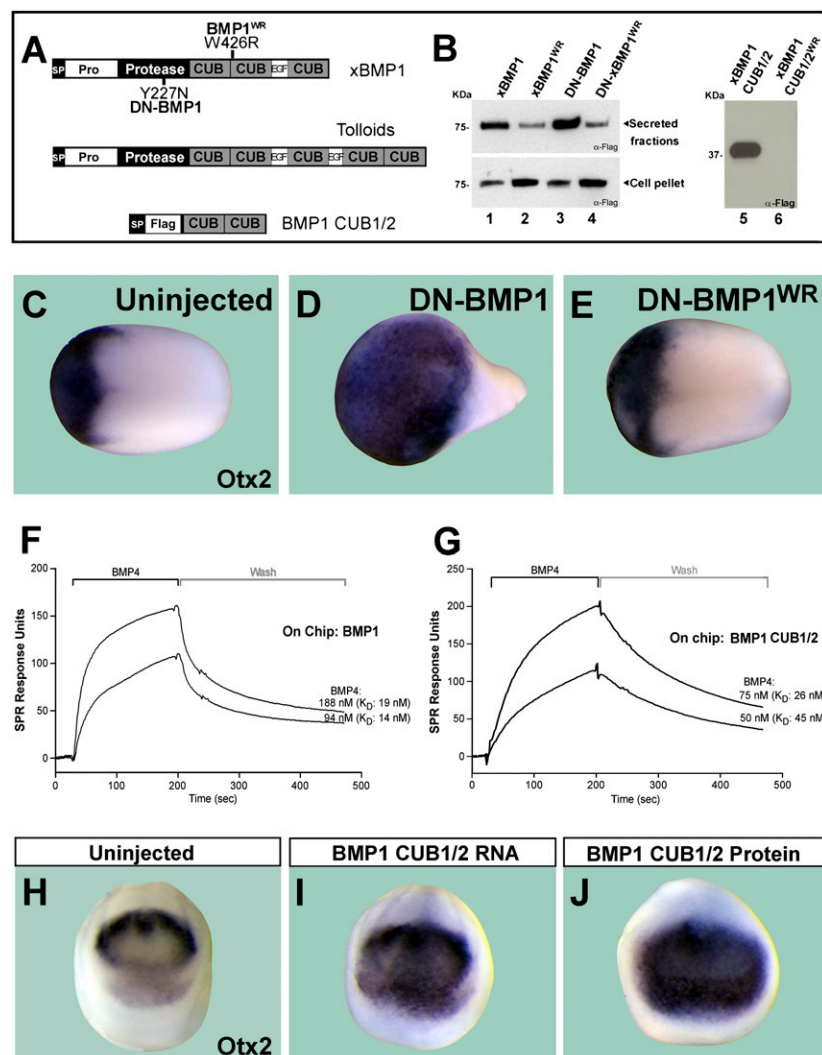 A
BMP1WR
W426R
SP Pro Protease CUB CUB EGF CUB
xBMP1
Y227N
DN-BMP1
Tolloids
SP Pro Protease CUB CUB EGF CUB EGF CUB CUB
SP Flag CUB CUB
BMP1 CUB1/2
B
xBMP1
xBMP1WR
DN-BMP1
DN-xBMP1WR
KDa
75-
◄Secreted
fractions
α-Flag
75-
◄Cell pellet
α-Flag
1 2 3 4
xBMP1
CUB1/2
xBMP1
CUB1/2WR
KDa
37-
α-Flag
5 6
C
Uninjected
Otx2
D
DN-BMP1
E
DN-BMP1WR
F
SPR Response Units
200
150
100
50
0
BMP4
Wash
On Chip: BMP1
BMP4:
188 nM (KD: 19 nM)
94 nM (KD: 14 nM)
0 100 200 300 400 500
Time (sec)
G
SPR Response Units
250
200
150
100
50
0
BMP4
Wash
On chip: BMP1 CUB1/2
BMP4:
75 nM (KD: 26 nM)
50 nM (KD: 45 nM)
0 100 200 300 400 500
Time (sec)
Uninjected
H
Otx2
BMP1 CUB1/2 RNA
I
BMP1 CUB1/2 Protein
J